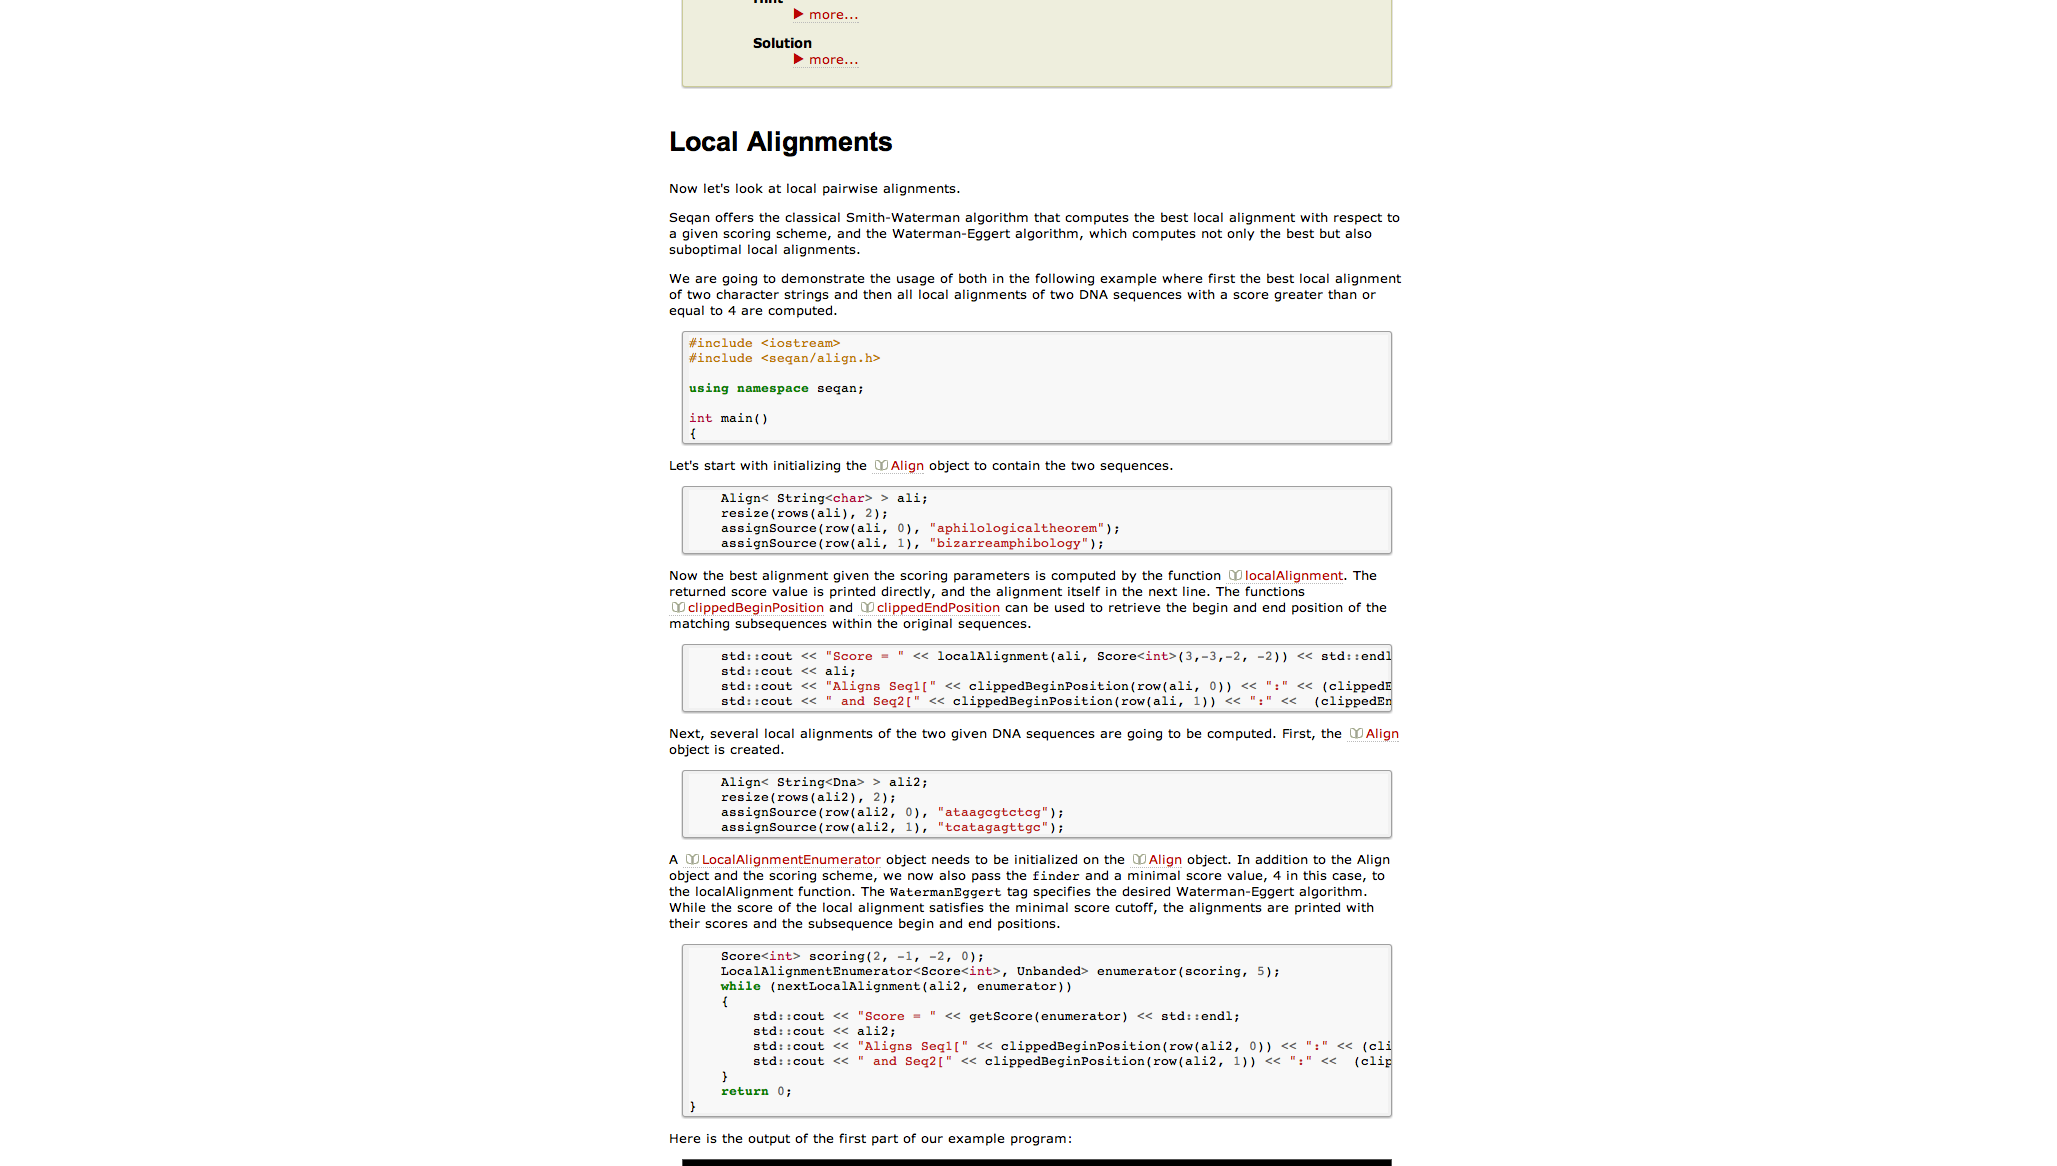 more...
Solution
more...
Local Alignments
Now let's look at local pairwise alignments.
Seqan offers the classical Smith-Waterman algorithm that computes the best local alignment with respect to
a given scoring scheme, and the Waterman-Eggert algorithm, which computes not only the best but also
suboptimal local alignments.
We are going to demonstrate the usage of both in the following example where first the best local alignment
of two character strings and then all local alignments of two DNA sequences with a score greater than or
equal to 4 are computed.
#include <iostream>
#include <seqan/align.h>
using namespace seqan;
int main()
{
Let's start with initializing the Align object to contain the two sequences.
Align< String<char> > ali;
resize(rows(ali), 2);
assignSource(row(ali, 0), "aphilologicaltheorem");
assignSource(row(ali, 1), "bizarreamphibology");
Now the best alignment given the scoring parameters is computed by the function localAlignment. The
returned score value is printed directly, and the alignment itself in the next line. The functions
clippedBeginPosition and clippedEndPosition can be used to retrieve the begin and end position of the
matching subsequences within the original sequences.
std::cout << "Score = " << localAlignment(ali, Score<int>(3,-3,-2, -2)) << std::endl
std::cout << ali;
std::cout << "Aligns Seq1[" << clippedBeginPosition(row(ali, 0)) << ":" << (clippedE
std::cout << " and Seq2[" << clippedBeginPosition(row(ali, 1)) << ":" <<  (clippedEn
Next, several local alignments of the two given DNA sequences are going to be computed. First, the Align
object is created.
Align< String<Dna> > ali2;
resize(rows(ali2), 2);
assignSource(row(ali2, 0), "ataagcgtctcg");
assignSource(row(ali2, 1), "tcatagagttgc");
A LocalAlignmentEnumerator object needs to be initialized on the Align object. In addition to the Align
object and the scoring scheme, we now also pass the finder and a minimal score value, 4 in this case, to
the localAlignment function. The WatermanEggert tag specifies the desired Waterman-Eggert algorithm.
While the score of the local alignment satisfies the minimal score cutoff, the alignments are printed with
their scores and the subsequence begin and end positions.
Score<int> scoring(2, -1, -2, 0);
LocalAlignmentEnumerator<Score<int>, Unbanded> enumerator(scoring, 5);
while (nextLocalAlignment(ali2, enumerator))
{
std::cout << "Score = " << getScore(enumerator) << std::endl;
std::cout << ali2;
std::cout << "Aligns Seq1[" << clippedBeginPosition(row(ali2, 0)) << ":" << (cli
std::cout << " and Seq2[" << clippedBeginPosition(row(ali2, 1)) << ":" <<  (clip
}
return 0;
}
Here is the output of the first part of our example program: